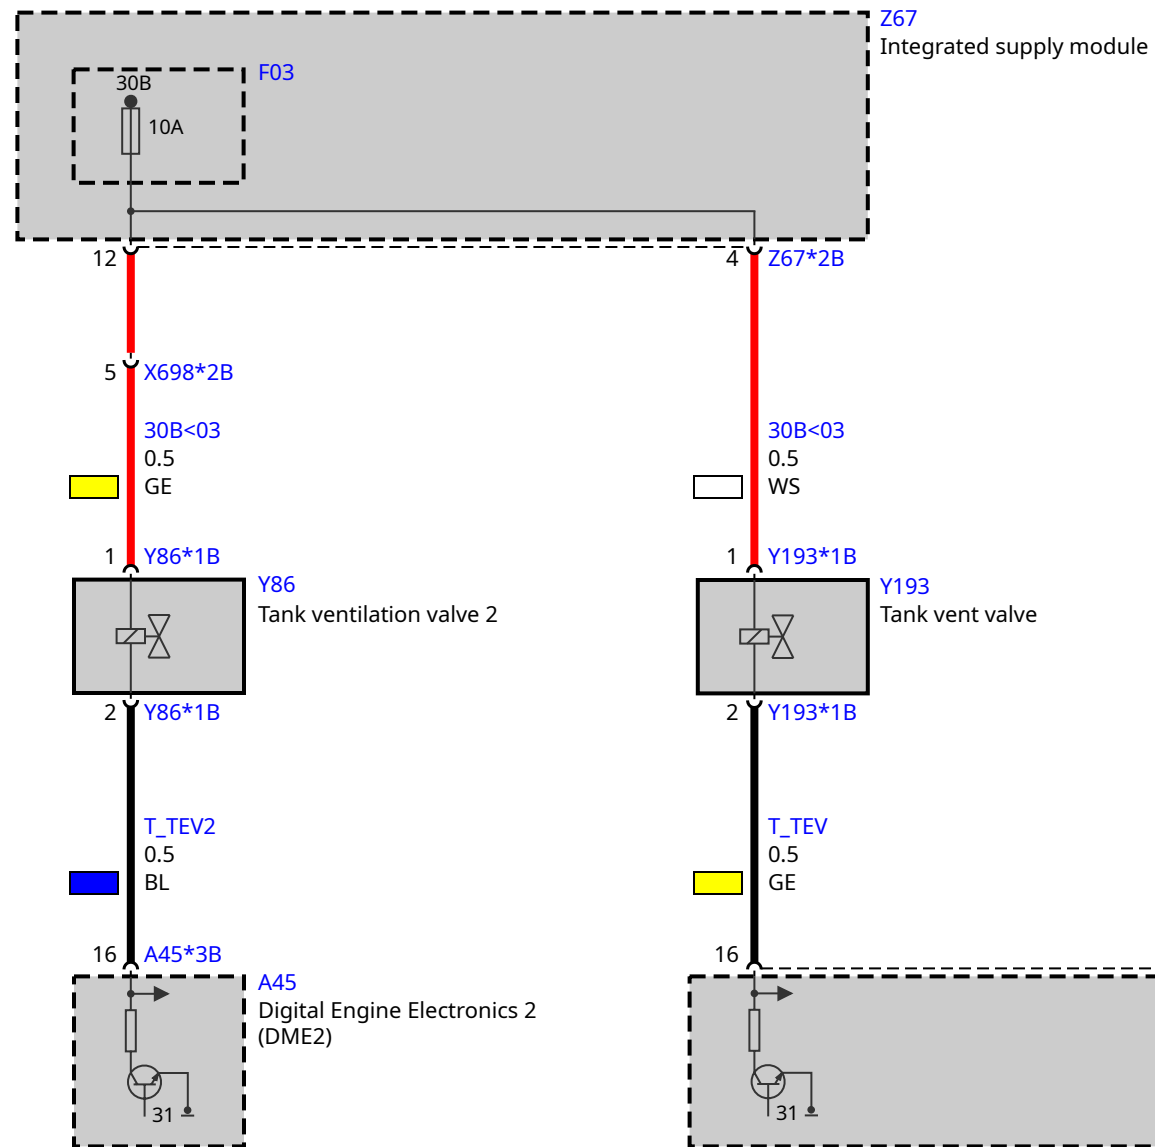 Z67
Integrated supply module
F03
30B
10A
12
4
Z67*2B
5
X698*2B
30B<03
0.5
GE
30B<03
0.5
WS
1
Y86*1B
1
Y193*1B
Y86
Tank ventilation valve 2
Y193
Tank vent valve
2
Y86*1B
2
Y193*1B
T_TEV2
0.5
BL
T_TEV
0.5
GE
16
A45*3B
16
A45
Digital Engine Electronics 2
(DME2)
31
31